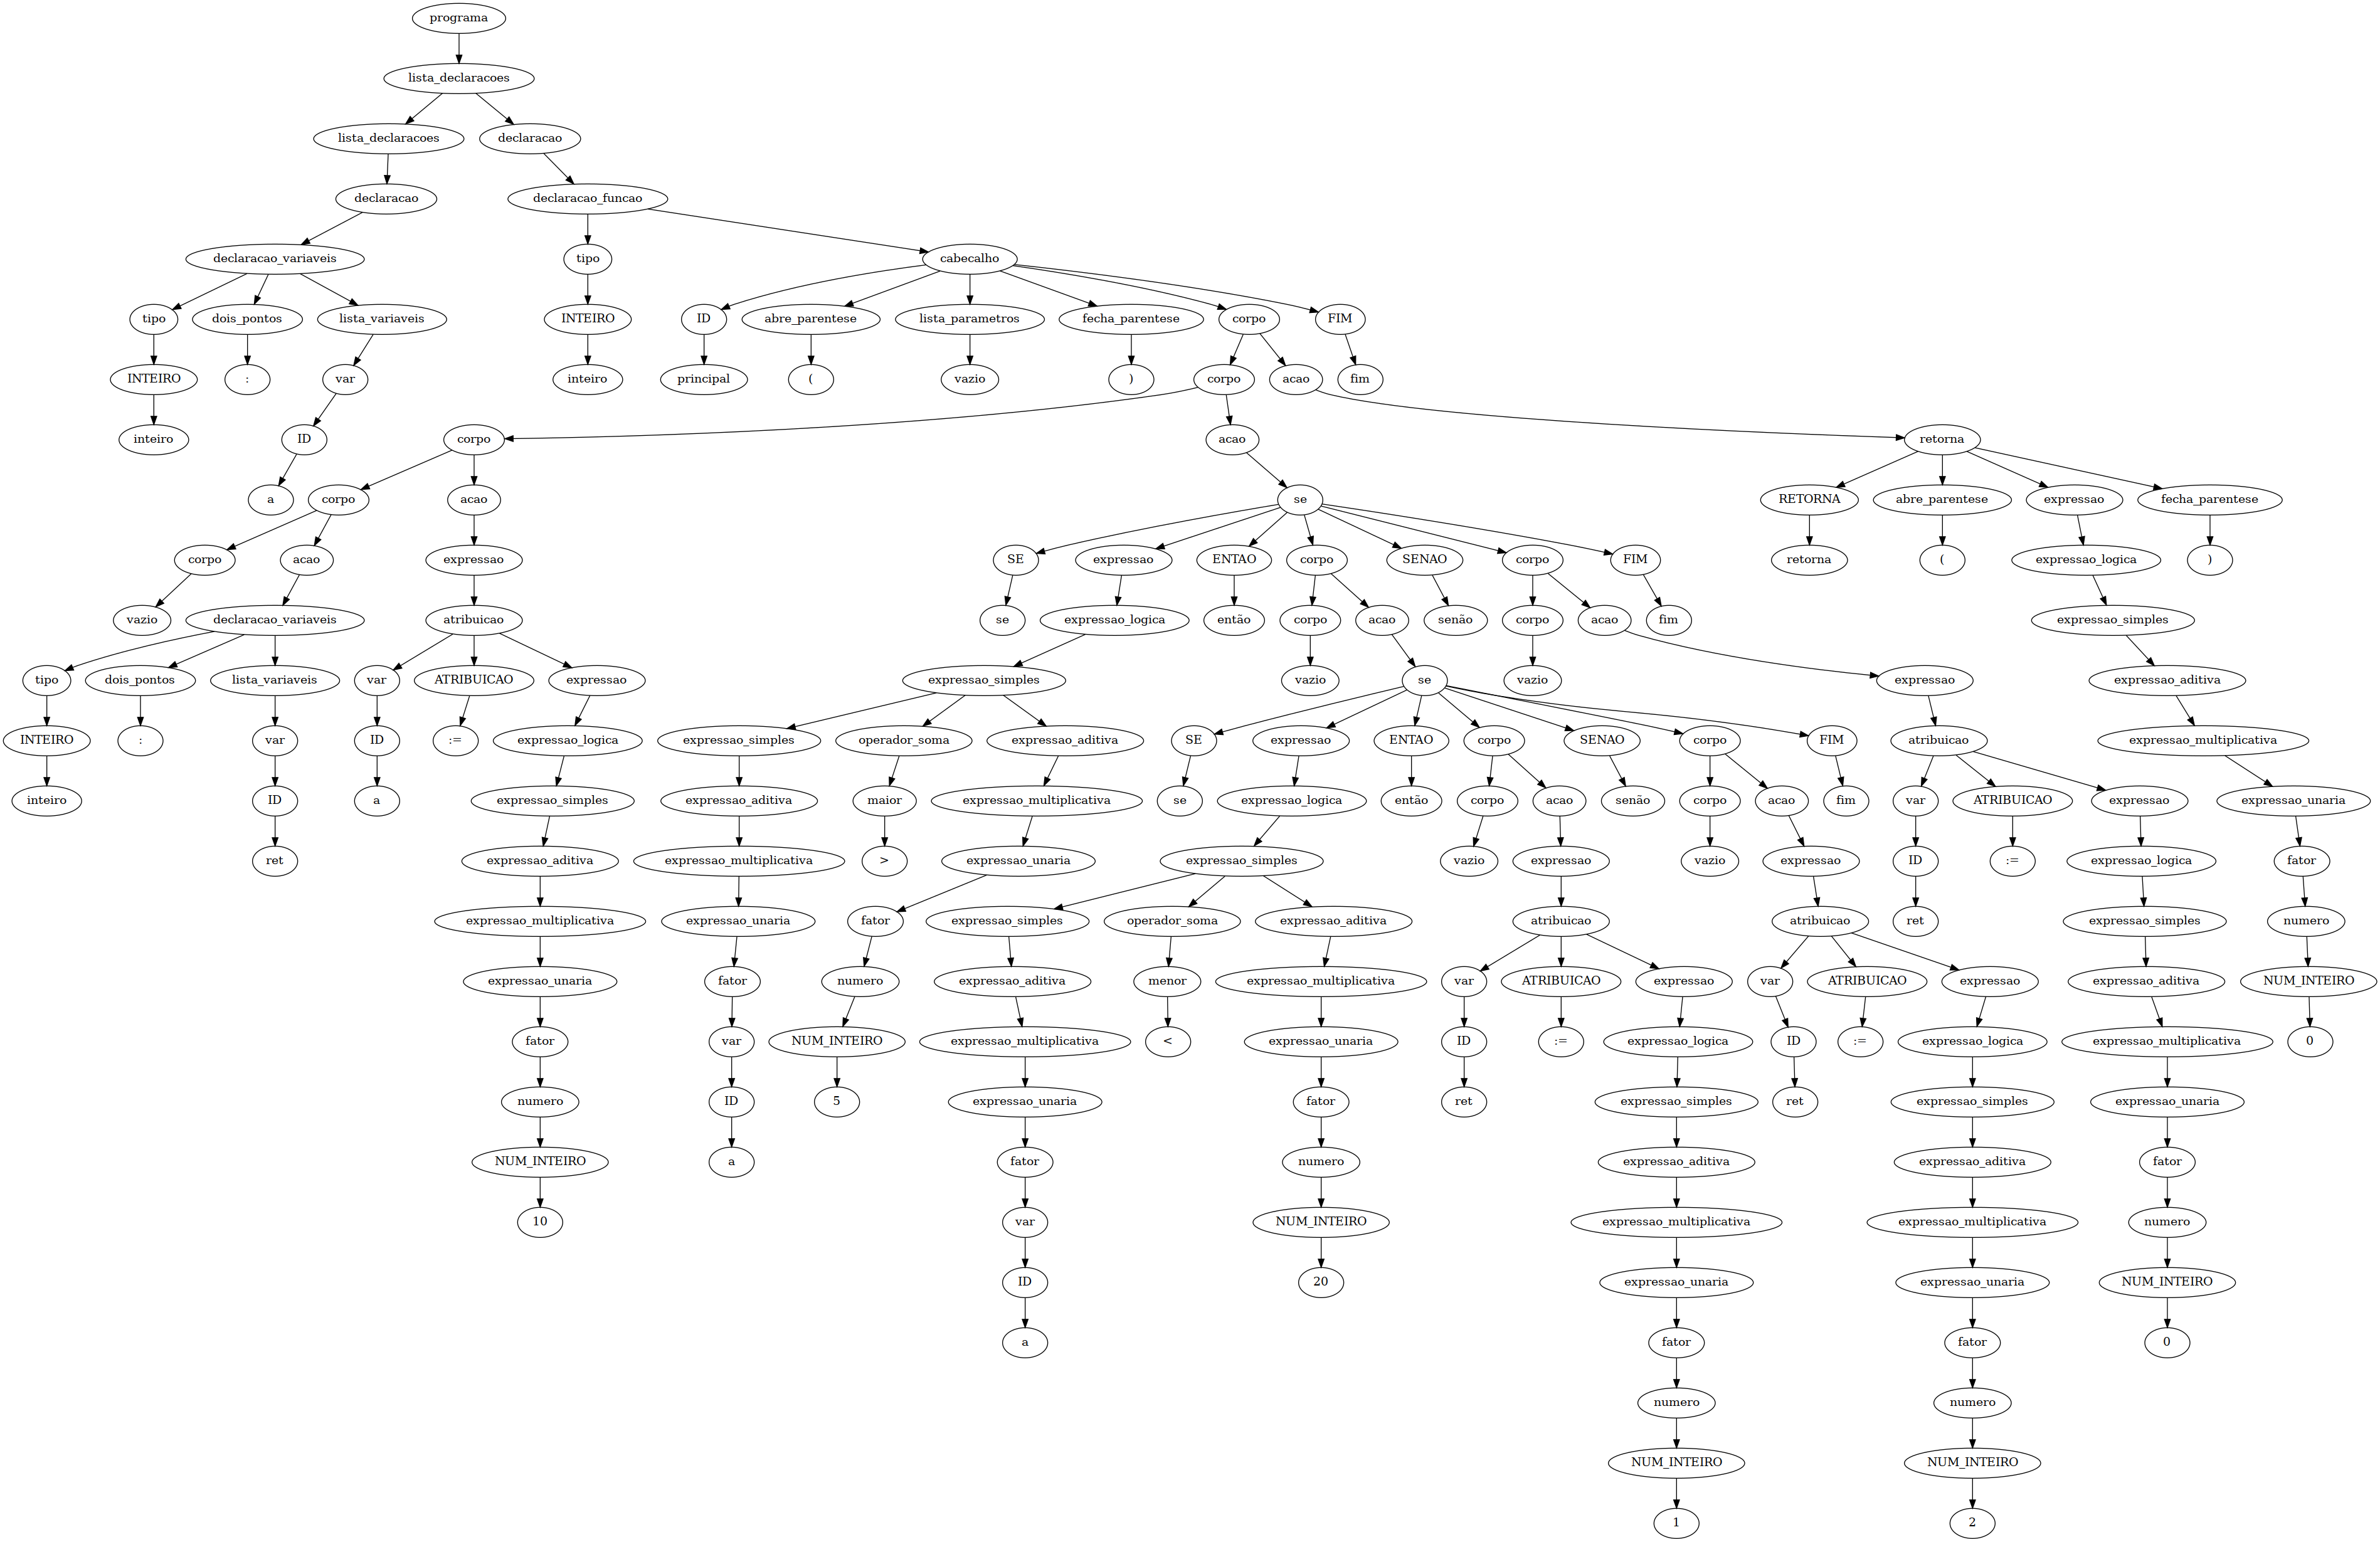 programa
lista_declaracoes
lista_declaracoes declaracao
declaracao declaracao_funcao
declaracao_variaveis tipo cabecalho
tipo dois_pontos lista_variaveis INTEIRO ID abre_parentese lista_parametros fecha_parentese corpo FIM
INTEIRO : var inteiro principal ( vazio ) corpo acao fim
inteiro ID corpo acao retorna
a corpo acao se RETORNA abre_parentese expressao fecha_parentese
corpo acao expressao SE expressao ENTAO corpo SENAO corpo FIM retorna ( expressao_logica )
vazio declaracao_variaveis atribuicao se expressao_logica então corpo acao senão corpo acao fim expressao_simples
tipo dois_pontos lista_variaveis var ATRIBUICAO expressao expressao_simples vazio se vazio expressao expressao_aditiva
INTEIRO : var ID := expressao_logica expressao_simples operador_soma expressao_aditiva SE expressao ENTAO corpo SENAO corpo FIM atribuicao expressao_multiplicativa
inteiro ID a expressao_simples expressao_aditiva maior expressao_multiplicativa se expressao_logica então corpo acao senão corpo acao fim var ATRIBUICAO expressao expressao_unaria
ret expressao_aditiva expressao_multiplicativa > expressao_unaria expressao_simples vazio expressao vazio expressao ID := expressao_logica fator
expressao_multiplicativa expressao_unaria fator expressao_simples operador_soma expressao_aditiva atribuicao atribuicao ret expressao_simples numero
expressao_unaria fator numero expressao_aditiva menor expressao_multiplicativa var ATRIBUICAO expressao var ATRIBUICAO expressao expressao_aditiva NUM_INTEIRO
fator var NUM_INTEIRO expressao_multiplicativa < expressao_unaria ID := expressao_logica ID := expressao_logica expressao_multiplicativa 0
numero ID 5 expressao_unaria fator ret expressao_simples ret expressao_simples expressao_unaria
NUM_INTEIRO a fator numero expressao_aditiva expressao_aditiva fator
10 var NUM_INTEIRO expressao_multiplicativa expressao_multiplicativa numero
ID 20 expressao_unaria expressao_unaria NUM_INTEIRO
a fator fator 0
numero numero
NUM_INTEIRO NUM_INTEIRO
1 2